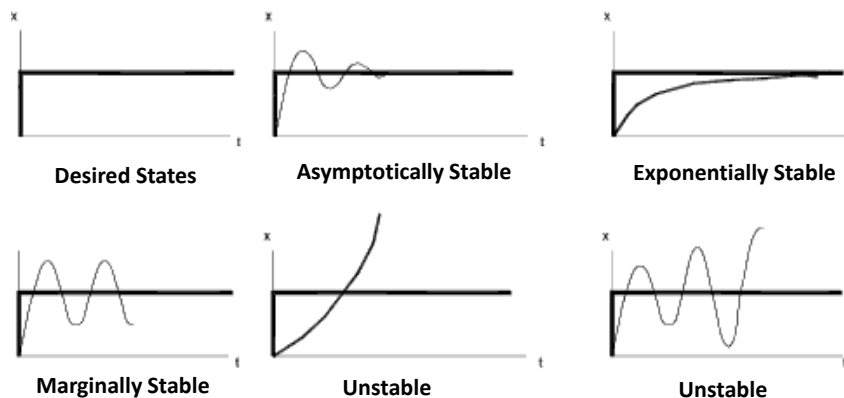 x
x
x
t
t
t
Desired States
Asymptotically Stable
Exponentially Stable
x
x
t
t
t
Marginally Stable
Unstable
Unstable